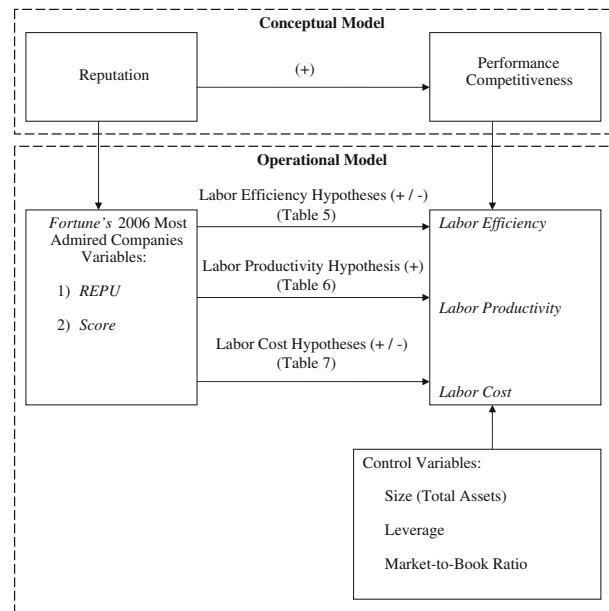 Conceptual Model
Reputation
(+)
Performance
Competitiveness
Operational Model
Labor Efficiency Hypotheses (+ / -)
(Table 5)
Fortune's 2006 Most
Admired Companies
Variables:
1) REPU
2) Score
Labor Efficiency
Labor Productivity Hypothesis (+)
(Table 6)
Labor Productivity
Labor Cost Hypotheses (+ / -)
(Table 7)
Labor Cost
Control Variables:
Size (Total Assets)
Leverage
Market-to-Book Ratio